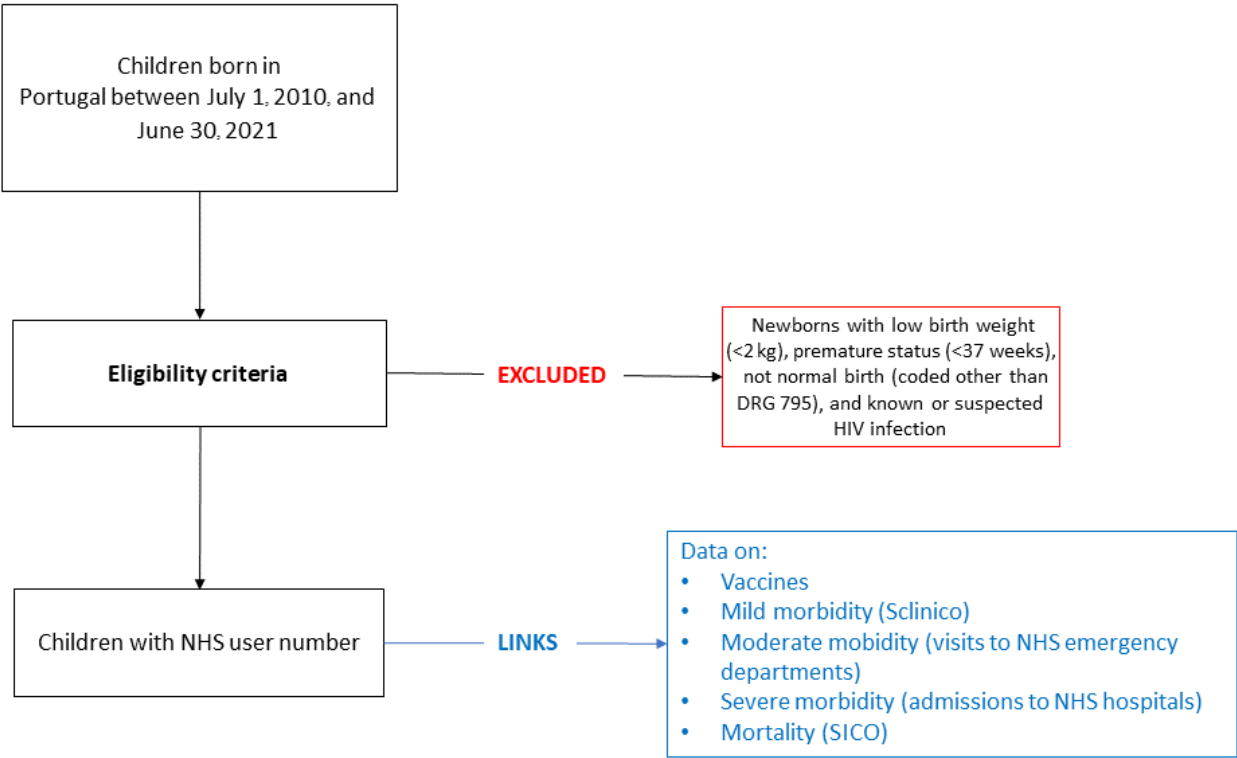 Children born in
Portugal between July 1, 2010, and
June 30, 2021
Eligibility criteria
EXCLUDED
Newborns with low birth weight
(<2 kg), premature status (<37 weeks),
not normal birth (coded other than
DRG 795), and known or suspected
HIV infection
Children with NHS user number
LINKS
Data on:
• Vaccines
• Mild morbidity (Sclinico)
• Moderate mobidity (visits to NHS emergency
departments)
• Severe morbidity (admissions to NHS hospitals)
• Mortality (SICO)